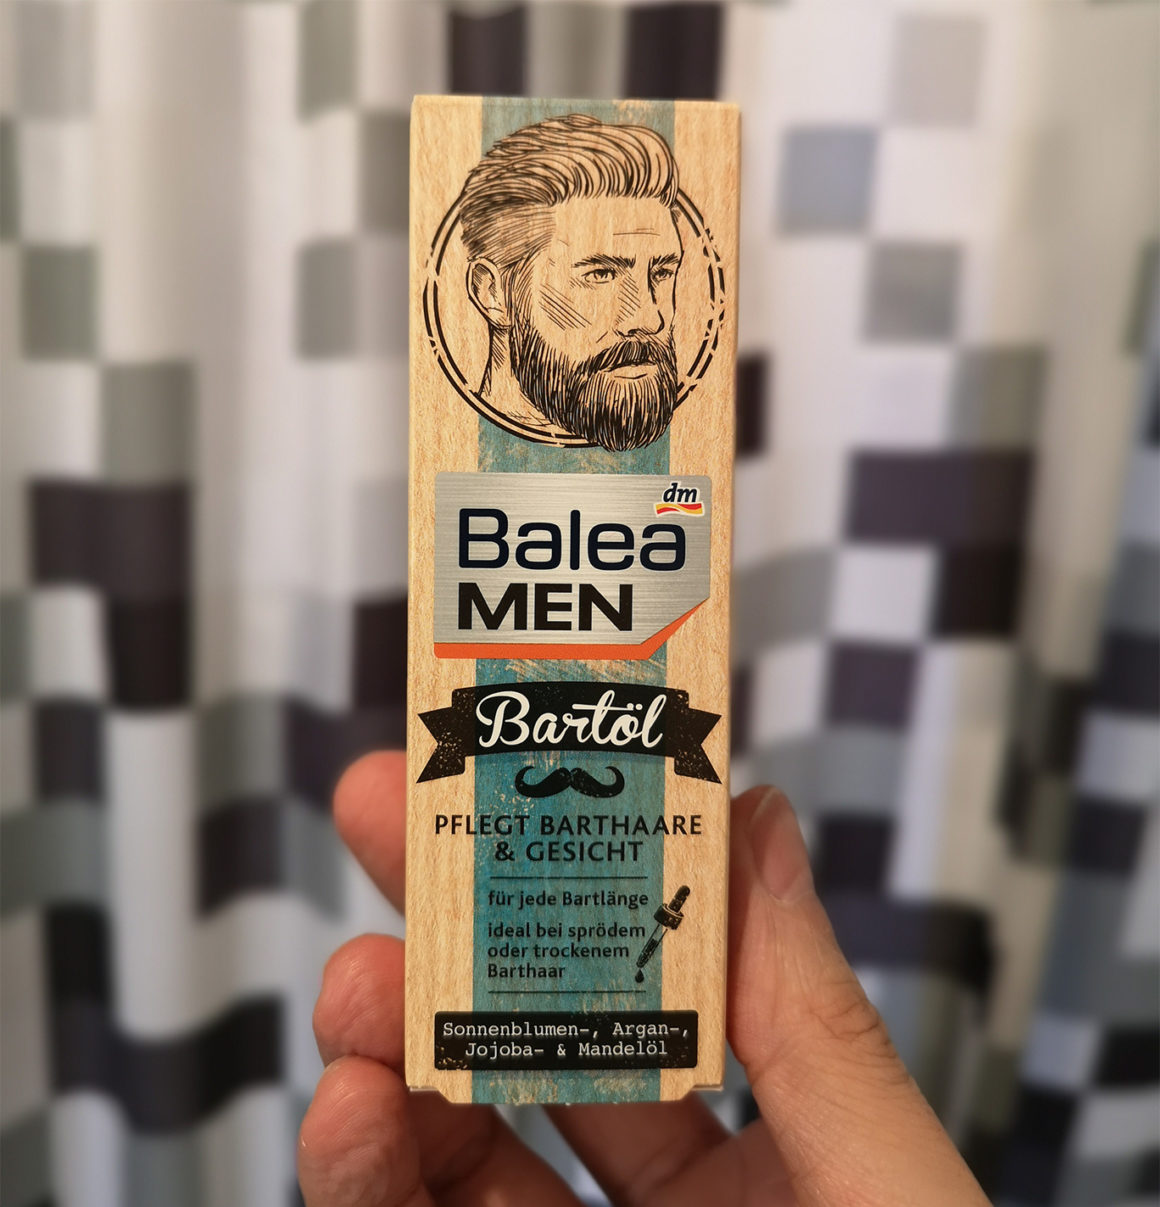 dm
Balea
MEN
Bartöl
PFLEGT BARTHAARE
& GESICHT
für jede Bartlänge
ideal bei sprödem
oder trockenem
Barthaar
Sonnenblumen-, Argan-,
Jojoba- & Mandelöl